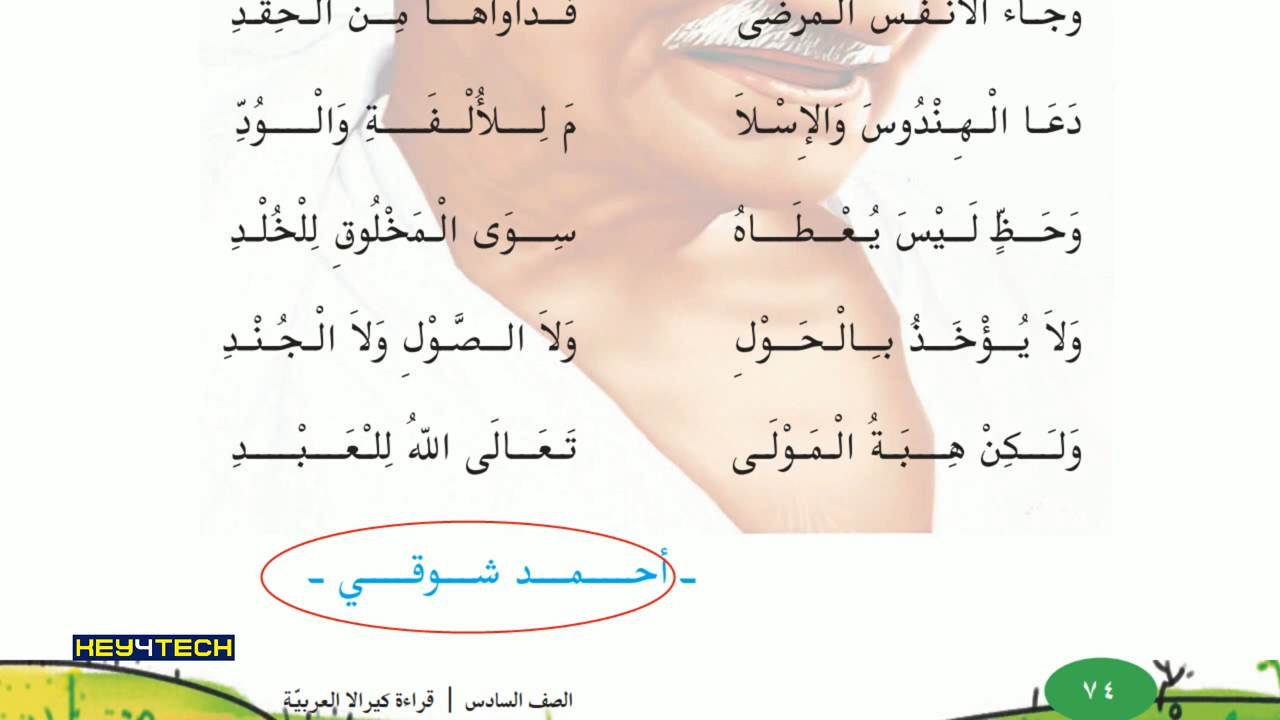 وجاء الأنفس المرضى فداواها من الحقد
دَعَا الْهِنْدُوسَ وَالإِسْلاَ مَ لِلأُلْفَةِ وَالْوُدِّ
وَحَظٍّ لَيْسَ يُعْطَاهُ سِوَى الْمَخْلُوقِ لِلْخُلْدِ
وَلاَ يُؤْخَذُ بِالْحَوْلِ وَلاَ الصَّوْلِ وَلاَ الْجُنْدِ
وَلَكِنْ هِبَةُ الْمَوْلَى تَعَالَى اللهُ لِلْعَبْدِ
ـ أحمد شوقي ـ
KEY4TECH
الصف السادس | قراءة كيرالا العربيّة
٧٤